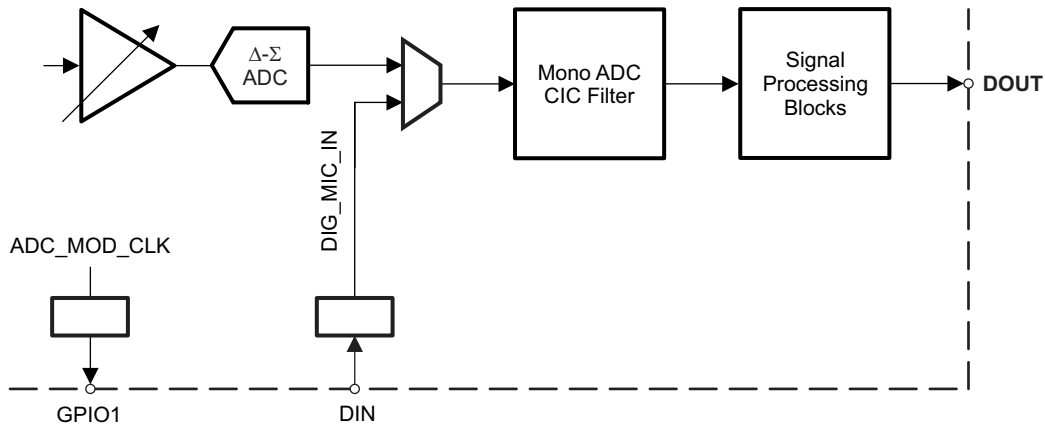 Δ-Σ
ADC
Mono ADC
CIC Filter
Signal
Processing
Blocks
DOUT
DIG_MIC_IN
ADC_MOD_CLK
GPIO1
DIN